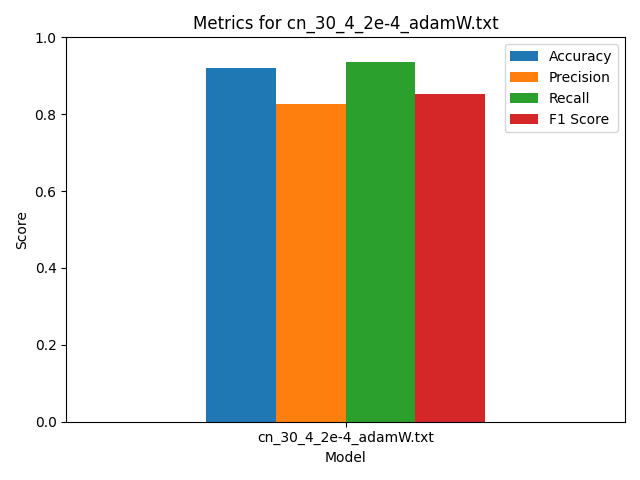 Metrics for cn_30_4_2e-4_adamW.txt
1.0
0.8
0.6
0.4
0.2
0.0
Score
Accuracy
Precision
Recall
F1 Score
cn_30_4_2e-4_adamW.txt
Model